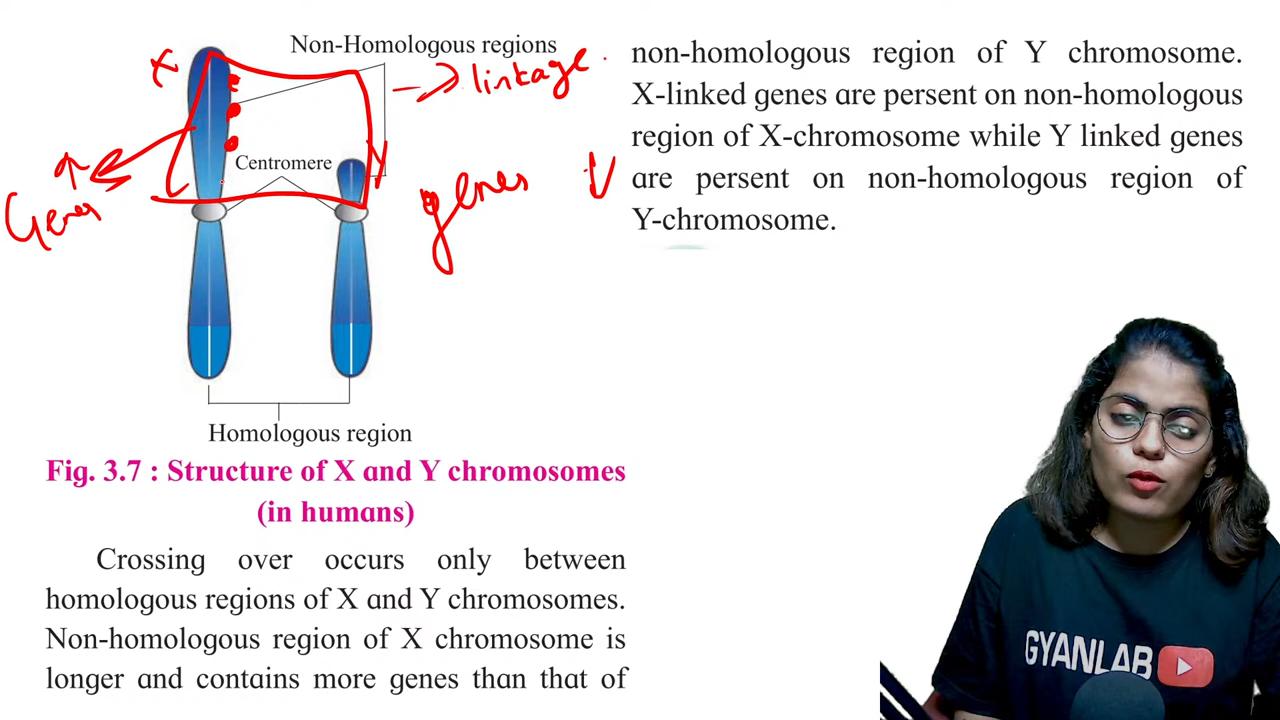 Non-Homologous regions
X
linkage.
Centromere
Y
genes
Genes
Homologous region
Fig. 3.7 : Structure of X and Y chromosomes
(in humans)
Crossing over occurs only between
homologous regions of X and Y chromosomes.
Non-homologous region of X chromosome is
longer and contains more genes than that of
non-homologous region of Y chromosome.
X-linked genes are persent on non-homologous
region of X-chromosome while Y linked genes
are persent on non-homologous region of
Y-chromosome.
GYANLAB